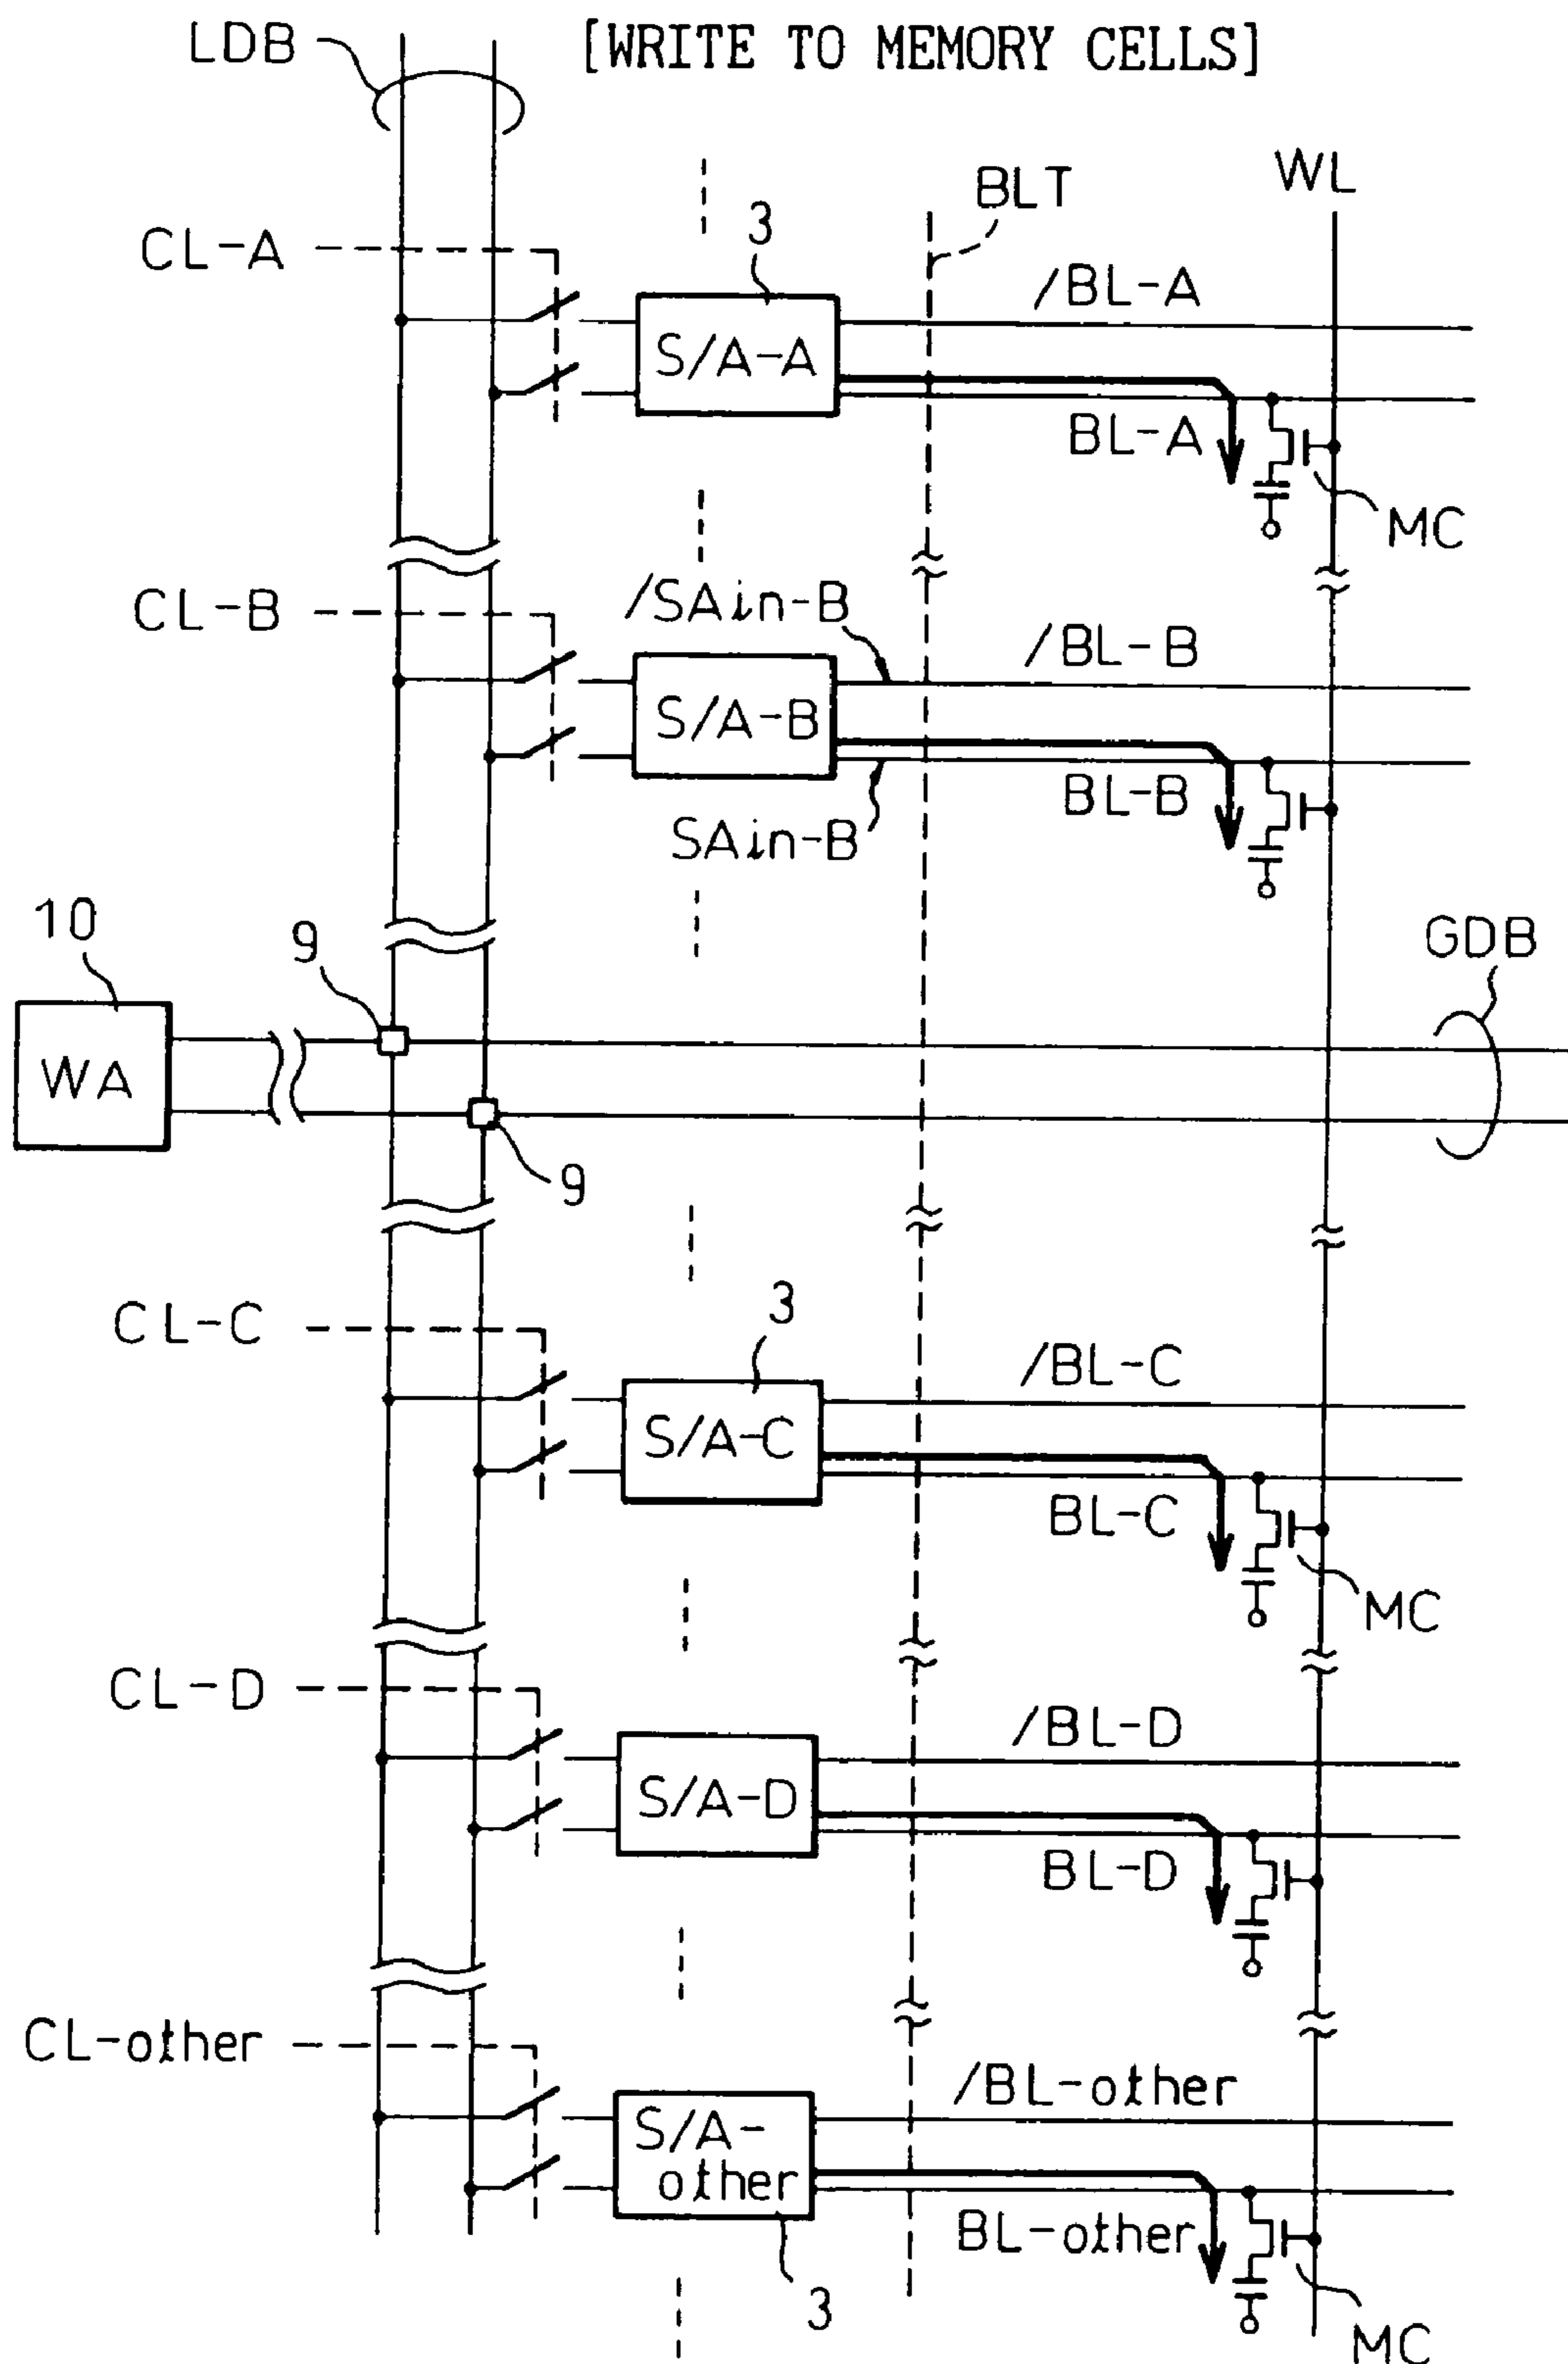 LDB
[WRITE TO MEMORY CELLS]
BLT
WL
CL-A
3
/BL-A
S/A-A
BL-A
MC
CL-B
/SAin-B
/BL-B
S/A-B
BL-B
SAin-B
10
9
GDB
WA
9
CL-C
3
/BL-C
S/A-C
BL-C
MC
CL-D
/BL-D
S/A-D
BL-D
CL-other
/BL-other
S/A-
other
BL-other
3
MC